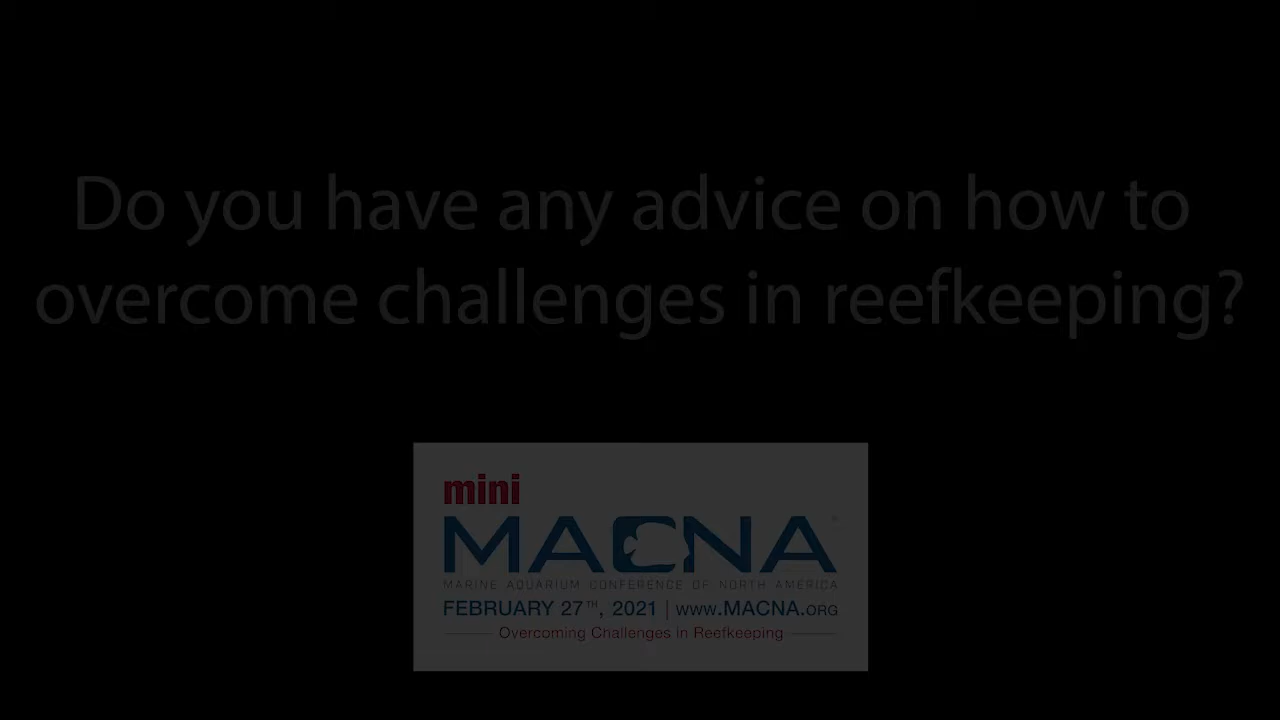 Do you have any advice on how to
overcome challenges in reefkeeping?
mini
MACNA
MARINE AQUARIUM CONFERENCE OF NORTH AMERICA
FEBRUARY 27TH, 2021 | www.MACNA.ORG
Overcoming Challenges in Reefkeeping